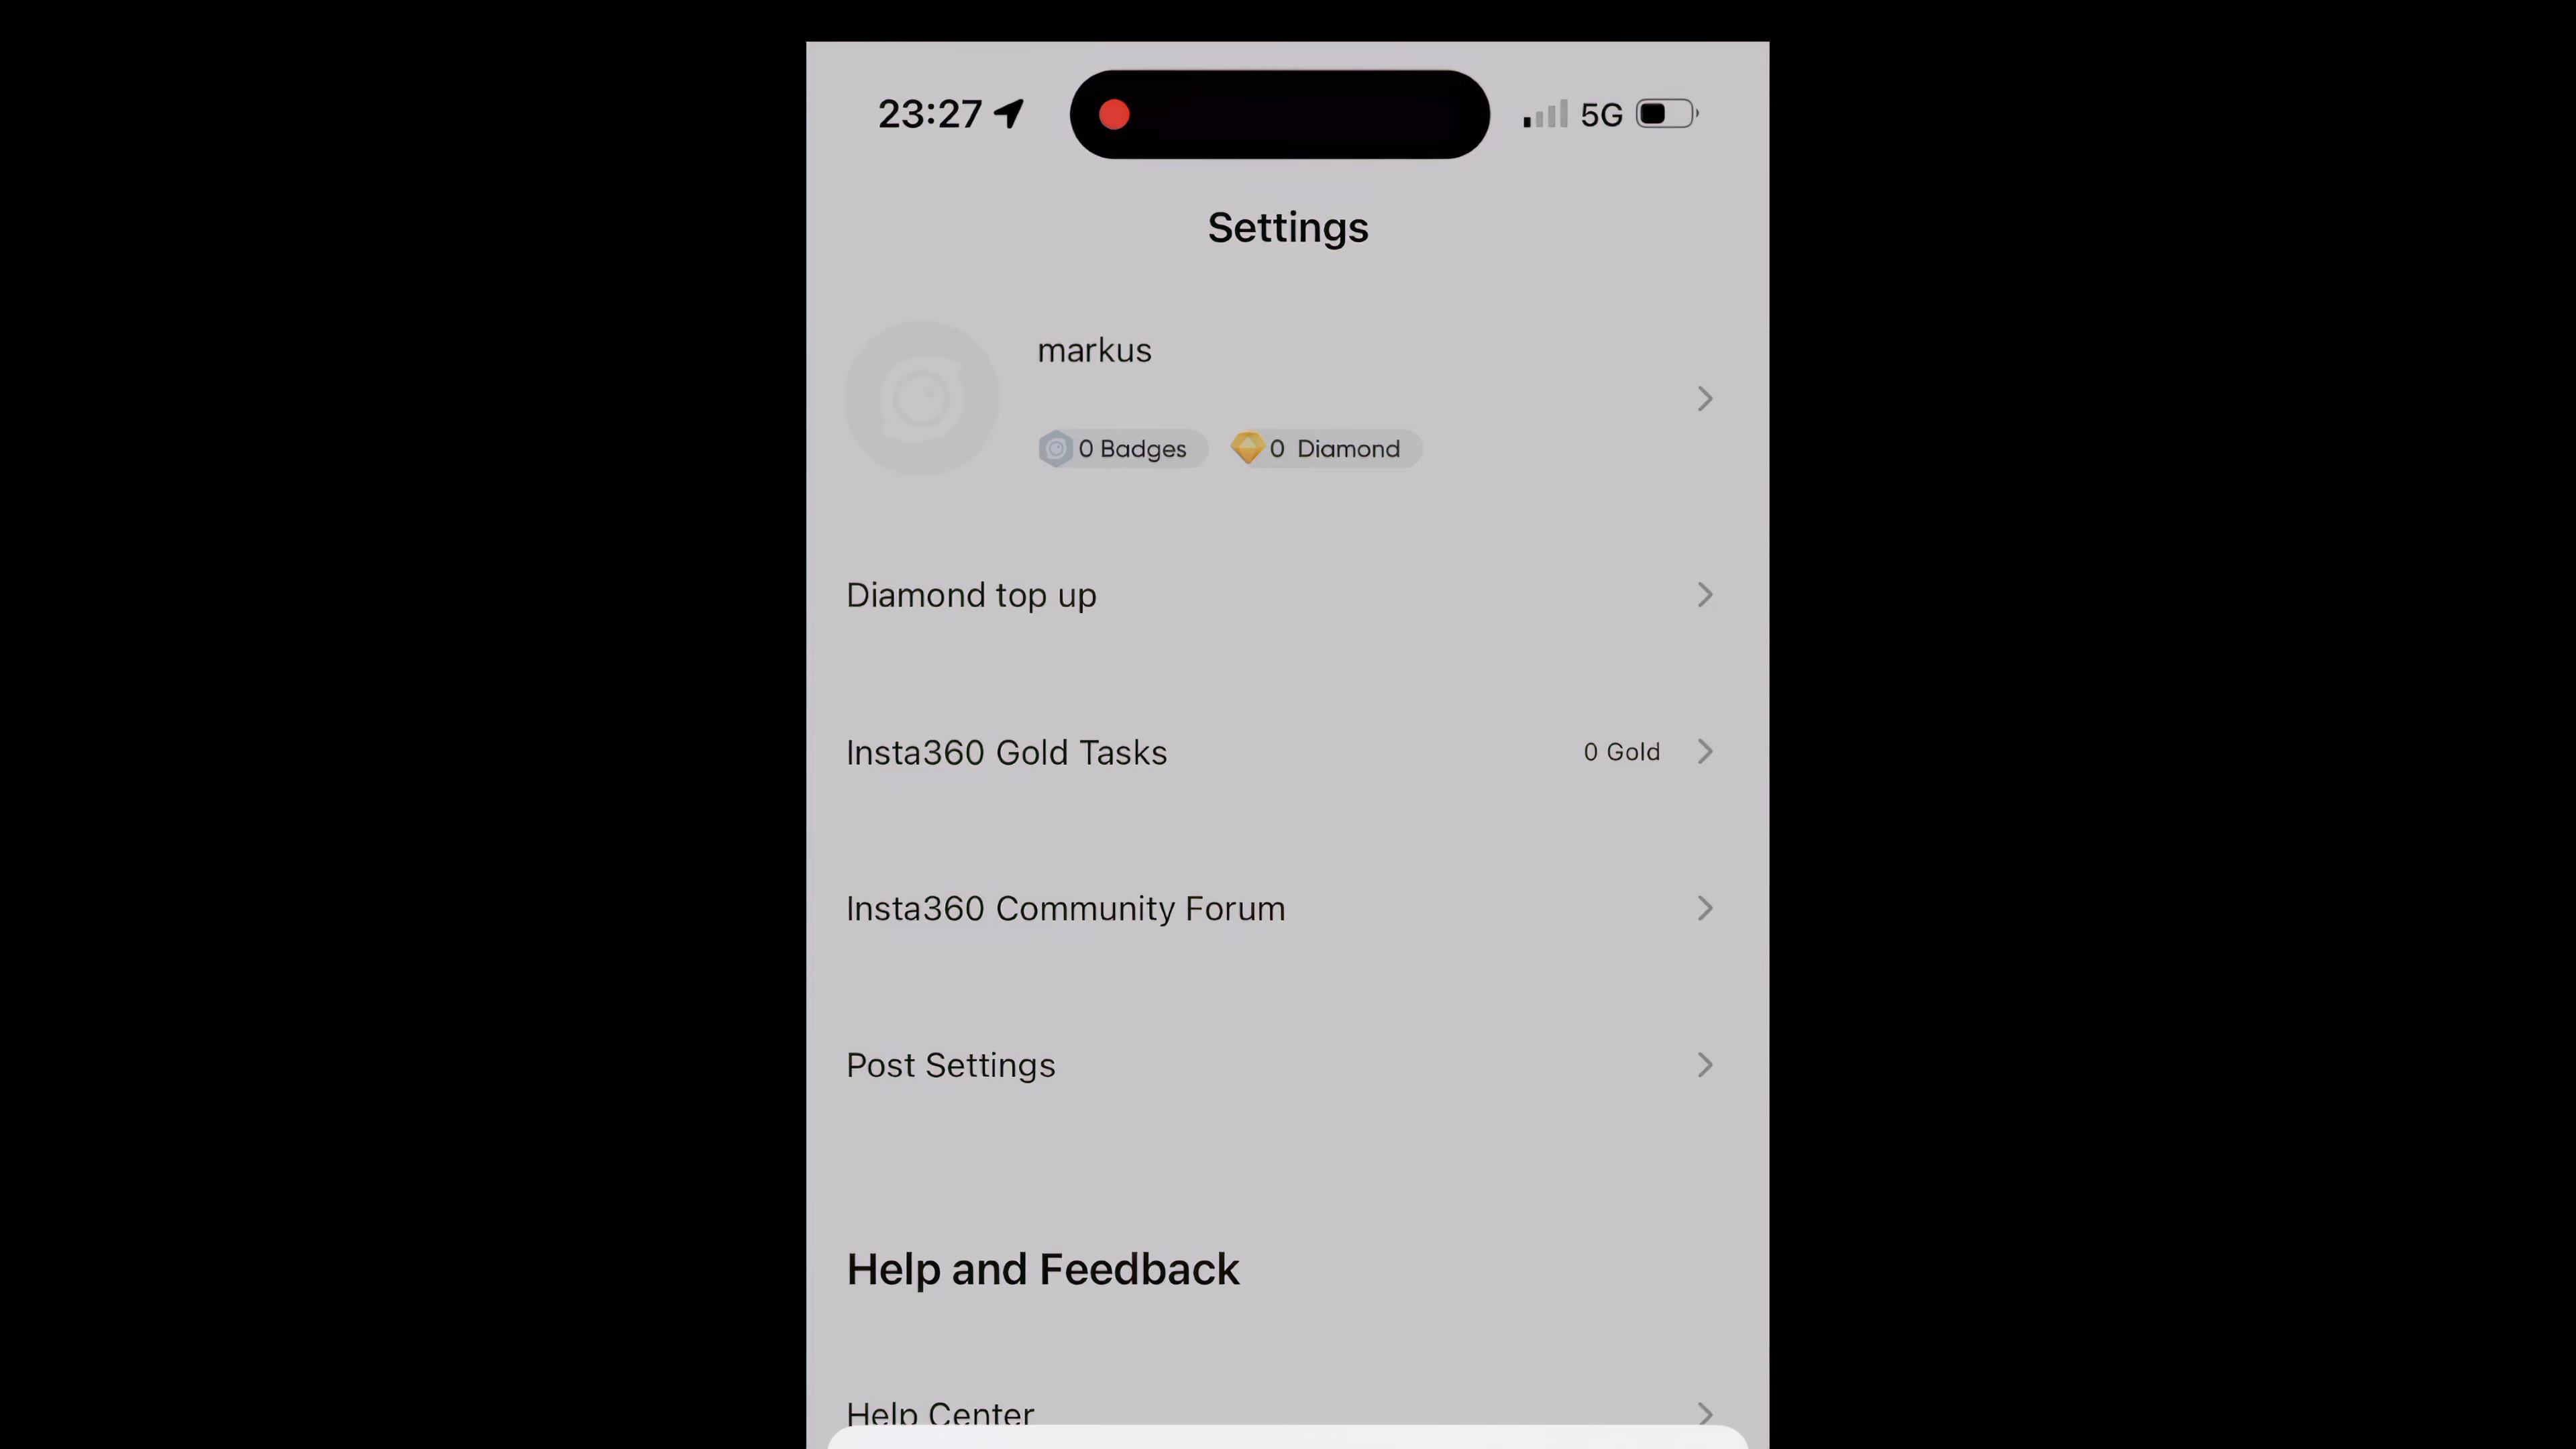 23:27 5G
Settings
markus
0 Badges 0 Diamond
Diamond top up
Insta360 Gold Tasks 0 Gold
Insta360 Community Forum
Post Settings
Help and Feedback
Help Center